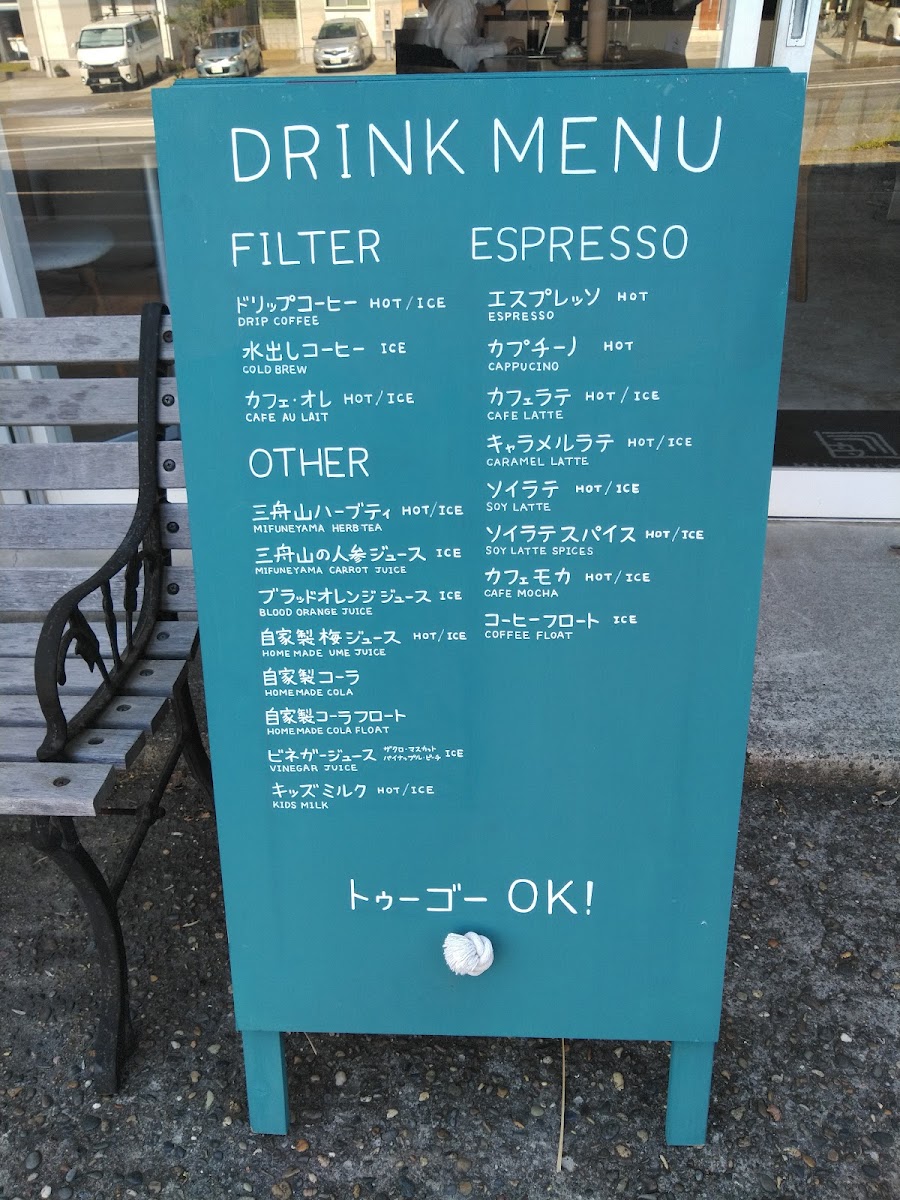 DRINK MENU
FILTER
ドリップコーヒー HOT/ICE
DRIP COFFEE
水出しコーヒー ICE
COLD BREW
カフェ・オレ HOT/ICE
CAFE AU LAIT
OTHER
三舟山ハーブティ HOT/ICE
MIFUNEYAMA HERB TEA
三舟山の人参ジュース ICE
MIFUNEYAMA CARROT JUICE
ブラッドオレンジジュース ICE
BLOOD ORANGE JUICE
自家製梅ジュース HOT/ICE
HOME MADE UME JUICE
自家製コーラ
HOMEMADE COLA
自家製コーラフロート
HOMEMADE COLA FLOAT
ビネガージュース ザクロ・マスカット パイナップル・ピーチ ICE
VINEGAR JUICE
キッズミルク HOT/ICE
KIDS MILK
ESPRESSO
エスプレッソ HOT
ESPRESSO
カプチーノ HOT
CAPPUCINO
カフェラテ HOT/ICE
CAFE LATTE
キャラメルラテ HOT/ICE
CARAMEL LATTE
ソイラテ HOT/ICE
SOY LATTE
ソイラテスパイス HOT/ICE
SOY LATTE SPICES
カフェモカ HOT/ICE
CAFE MOCHA
コーヒーフロート ICE
COFFEE FLOAT
トゥーゴー OK!